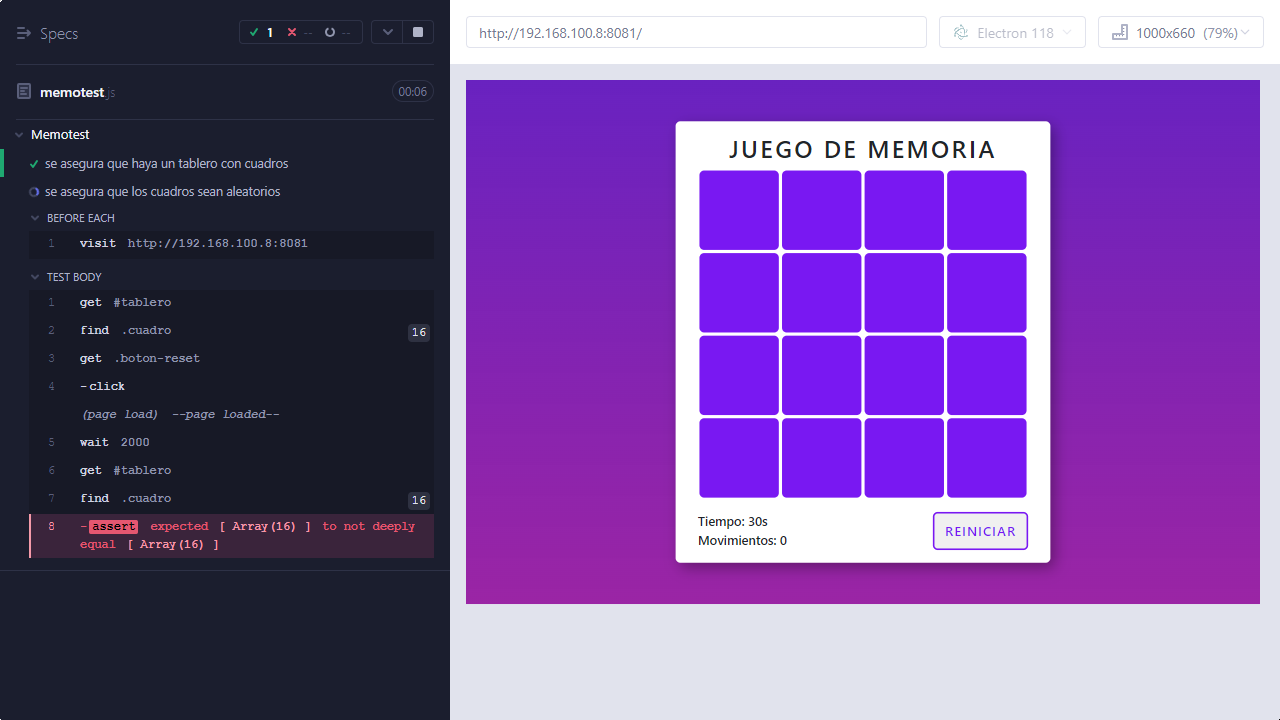 Specs
1
--
--
memotest.js
00:06
Memotest
se asegura que haya un tablero con cuadros
se asegura que los cuadros sean aleatorios
BEFORE EACH
1 visit http://192.168.100.8:8081
TEST BODY
1 get #tablero
2 find .cuadro 16
3 get .boton-reset
4 -click
(page load) --page loaded--
5 wait 2000
6 get #tablero
7 find .cuadro 16
8 -assert expected [ Array(16) ] to not deeply
equal [ Array(16) ]
http://192.168.100.8:8081/
Electron 118
1000x660 (79%)
JUEGO DE MEMORIA
Tiempo: 30s
Movimientos: 0
REINICIAR